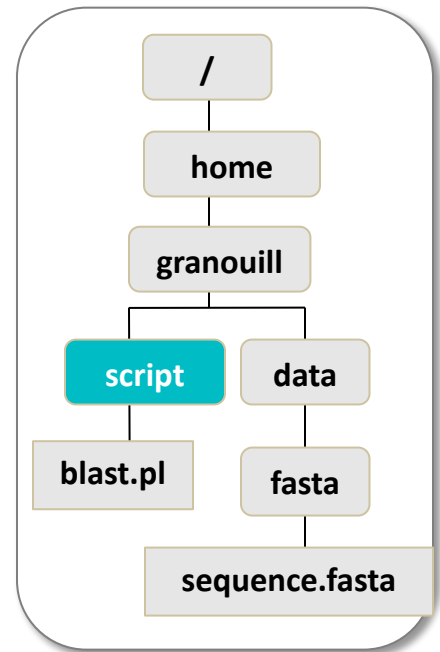 /
home
granouill
script data
blast.pl fasta
sequence.fasta